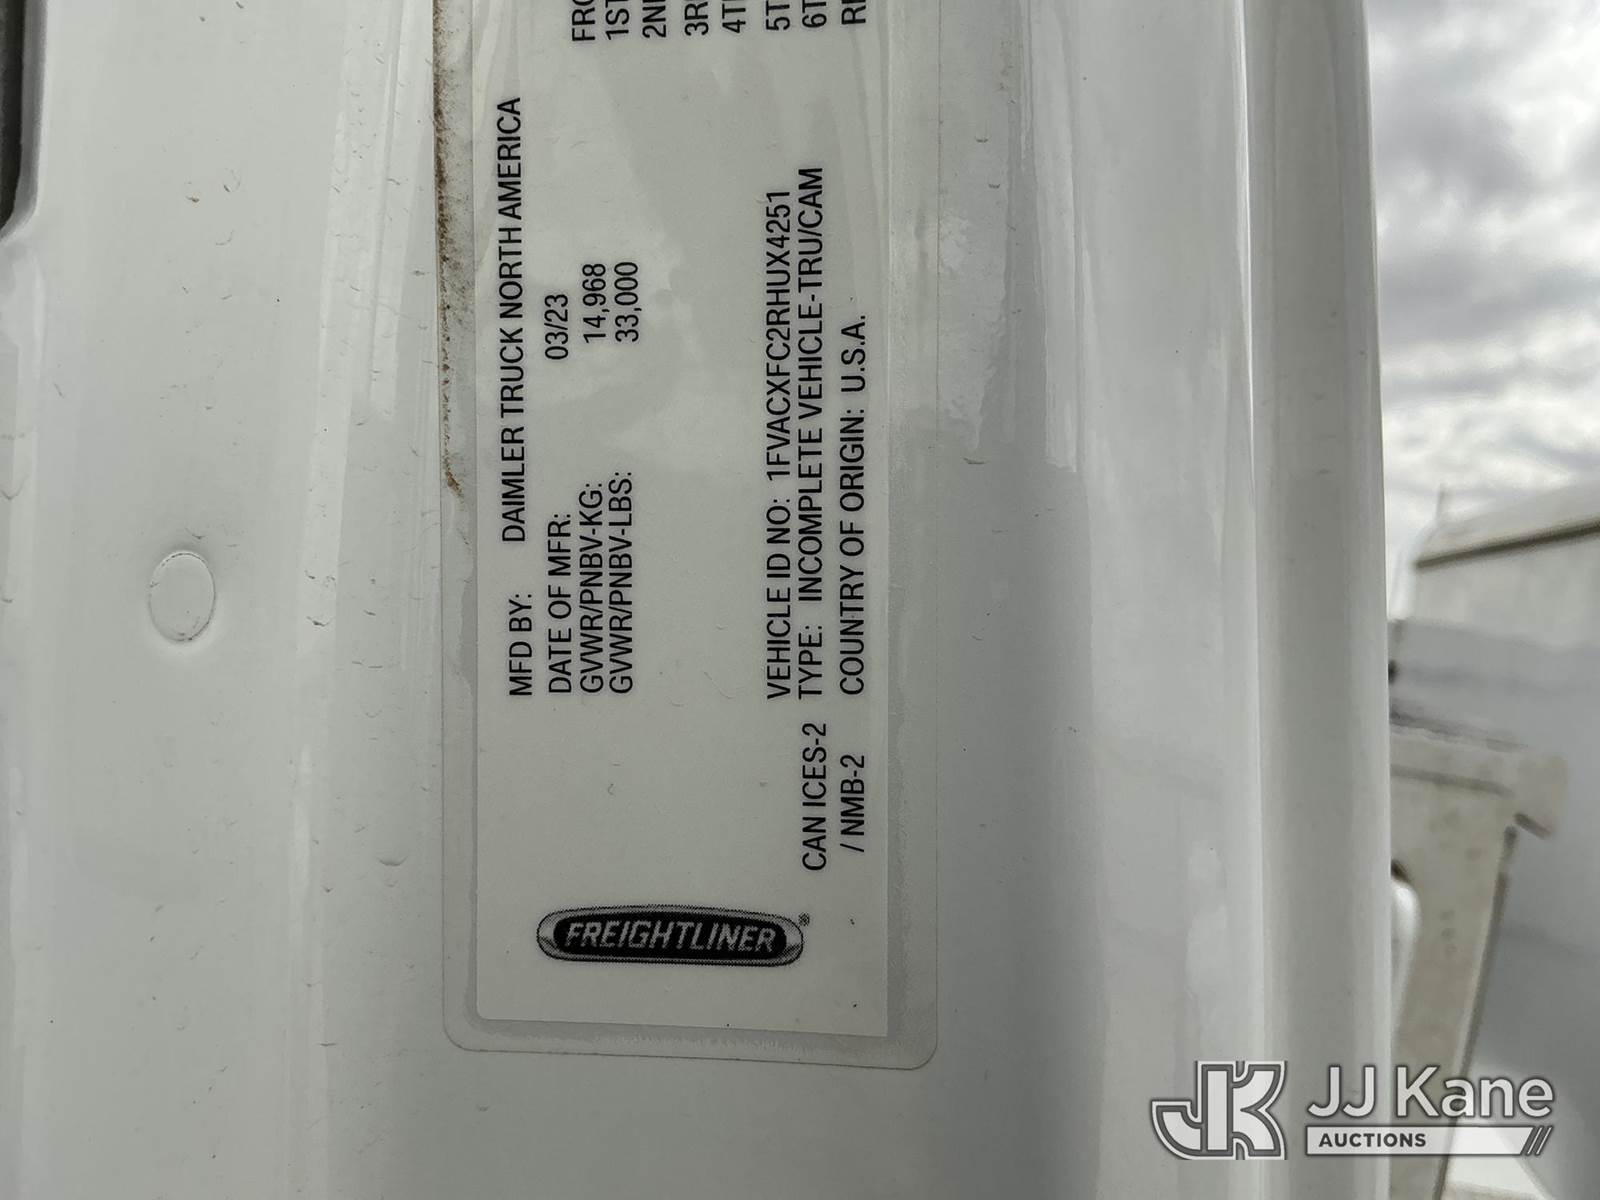 MFD BY: DAIMLER TRUCK NORTH AMERICA
DATE OF MFR: 03/23
GVWR/PNBV-KG: 14,968
GVWR/PNBV-LBS: 33,000
VEHICLE ID NO: 1FVACXFC2RHUX4251
TYPE: INCOMPLETE VEHICLE-TRU/CAM
COUNTRY OF ORIGIN: U.S.A.
CAN ICES-2
/ NMB-2
FREIGHTLINER®
JK JJ Kane
AUCTIONS